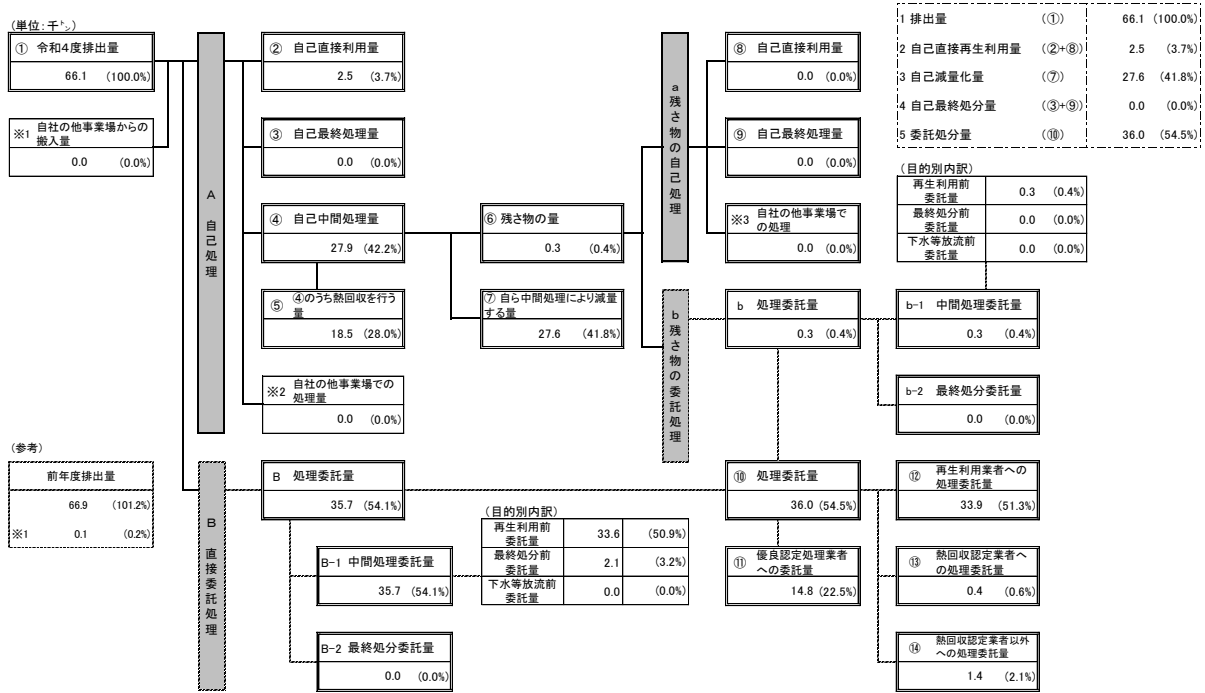 (単位:千㌧)
① 令和4度排出量
66.1 (100.0%)
※1 自社の他事業場からの
搬入量
0.0 (0.0%)
A 自己処理
② 自己直接利用量
2.5 (3.7%)
③ 自己最終処理量
0.0 (0.0%)
④ 自己中間処理量
27.9 (42.2%)
⑤ ④のうち熱回収を行う
量
18.5 (28.0%)
※2 自社の他事業場での
処理量
0.0 (0.0%)
⑥ 残さ物の量
0.3 (0.4%)
⑦ 自ら中間処理により減量
する量
27.6 (41.8%)
a 残さ物の自己処理
⑧ 自己直接利用量
0.0 (0.0%)
⑨ 自己最終処理量
0.0 (0.0%)
※3 自社の他事業場で
の処理
0.0 (0.0%)
1 排出量 (①) 66.1 (100.0%)
2 自己直接再生利用量 (②+⑧) 2.5 (3.7%)
3 自己減量化量 (⑦) 27.6 (41.8%)
4 自己最終処分量 (③+⑨) 0.0 (0.0%)
5 委託処分量 (⑩) 36.0 (54.5%)
(目的別内訳)
再生利用前
委託量 0.3 (0.4%)
最終処分前
委託量 0.0 (0.0%)
下水等放流前
委託量 0.0 (0.0%)
b 残さ物の委託処理
b 処理委託量
0.3 (0.4%)
b-1 中間処理委託量
0.3 (0.4%)
b-2 最終処分委託量
0.0 (0.0%)
(参考)
前年度排出量
66.9 (101.2%)
※1 0.1 (0.2%)
B 直接委託処理
B 処理委託量
35.7 (54.1%)
B-1 中間処理委託量
35.7 (54.1%)
B-2 最終処分委託量
0.0 (0.0%)
(目的別内訳)
再生利用前
委託量 33.6 (50.9%)
最終処分前
委託量 2.1 (3.2%)
下水等放流前
委託量 0.0 (0.0%)
⑩ 処理委託量
36.0 (54.5%)
⑪ 優良認定処理業者
への委託量
14.8 (22.5%)
⑫ 再生利用業者への
処理委託量
33.9 (51.3%)
⑬ 熱回収認定業者へ
の処理委託量
0.4 (0.6%)
⑭ 熱回収認定業者以外
への処理委託量
1.4 (2.1%)